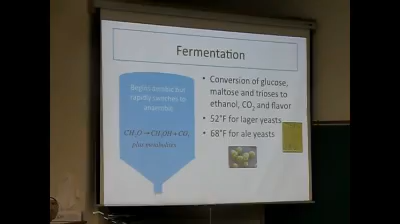 Fermentation
Begins aerobic but
rapidly switches to
anaerobic
CH₂O → CH₃OH + CO₂
plus metabolites
• Conversion of glucose,
maltose and trioses to
ethanol, CO₂ and flavor
• 52°F for lager yeasts
• 68°F for ale yeasts